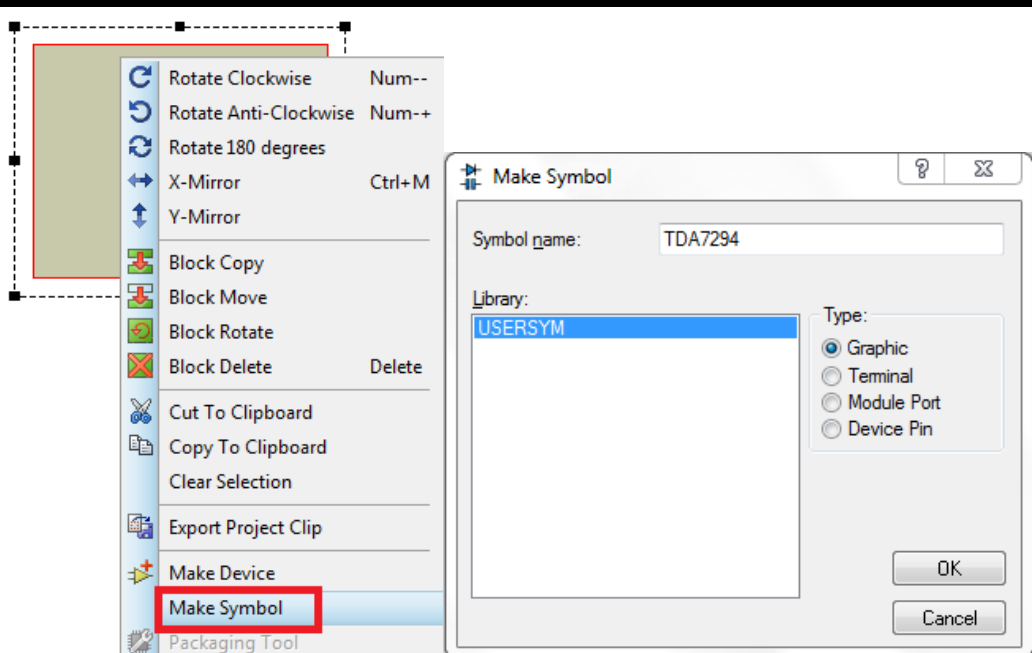 Rotate Clockwise Num--
Rotate Anti-Clockwise Num-+
Rotate 180 degrees
X-Mirror Ctrl+M
Y-Mirror
Block Copy
Block Move
Block Rotate
Block Delete Delete
Cut To Clipboard
Copy To Clipboard
Clear Selection
Export Project Clip
Make Device
Make Symbol
Packaging Tool
Make Symbol
Symbol name: TDA7294
Library:
USERSYM
Type:
Graphic
Terminal
Module Port
Device Pin
OK
Cancel